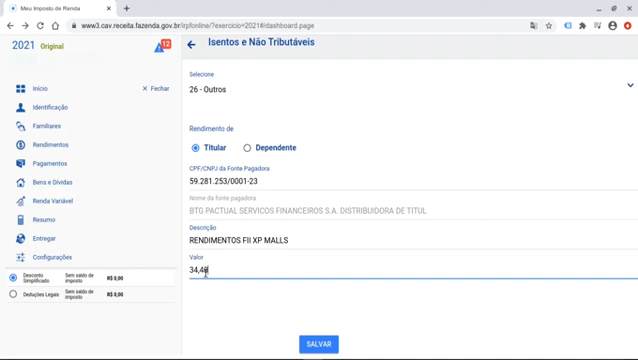 Meu Imposto de Renda
www3.cav.receita.fazenda.gov.br/irpfonline/?exercicio=2021#/dashboard.page
2021 Original
12
Isentos e Não Tributáveis
Início
Fechar
Identificação
Familiares
Rendimentos
Pagamentos
Bens e Dívidas
Renda Variável
Resumo
Entregar
Configurações
Desconto Simplificado
Sem saldo de imposto
R$ 0,00
Deduções Legais
Sem saldo de imposto
R$ 0,00
Selecione
26 - Outros
Rendimento de
Titular
Dependente
CPF/CNPJ da Fonte Pagadora
59.281.253/0001-23
Nome da fonte pagadora
BTG PACTUAL SERVICOS FINANCEIROS S.A. DISTRIBUIDORA DE TITUL
Descrição
RENDIMENTOS FII XP MALLS
Valor
34,48
SALVAR